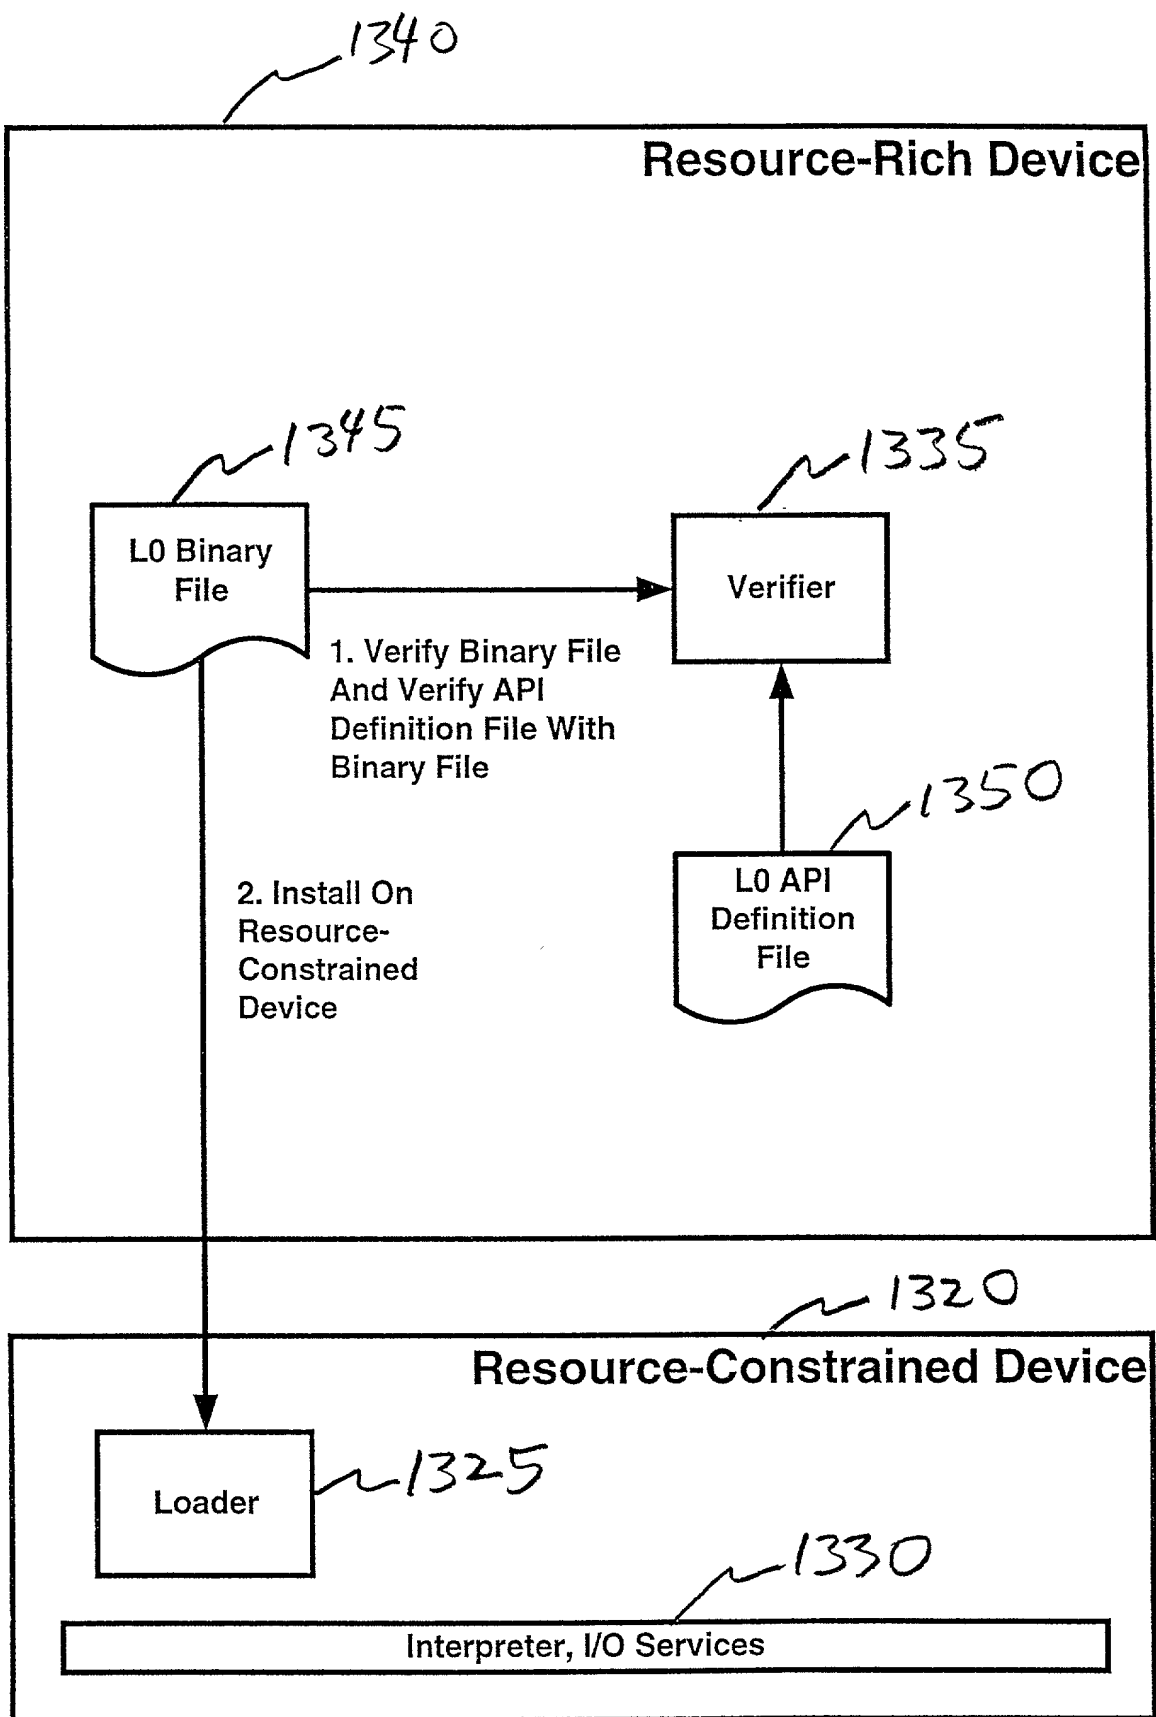 1340
Resource-Rich Device
1345
1335
L0 Binary
File
Verifier
1. Verify Binary File
And Verify API
Definition File With
Binary File
1350
L0 API
Definition
File
2. Install On
Resource-
Constrained
Device
1320
Resource-Constrained Device
1325
Loader
1330
Interpreter, I/O Services